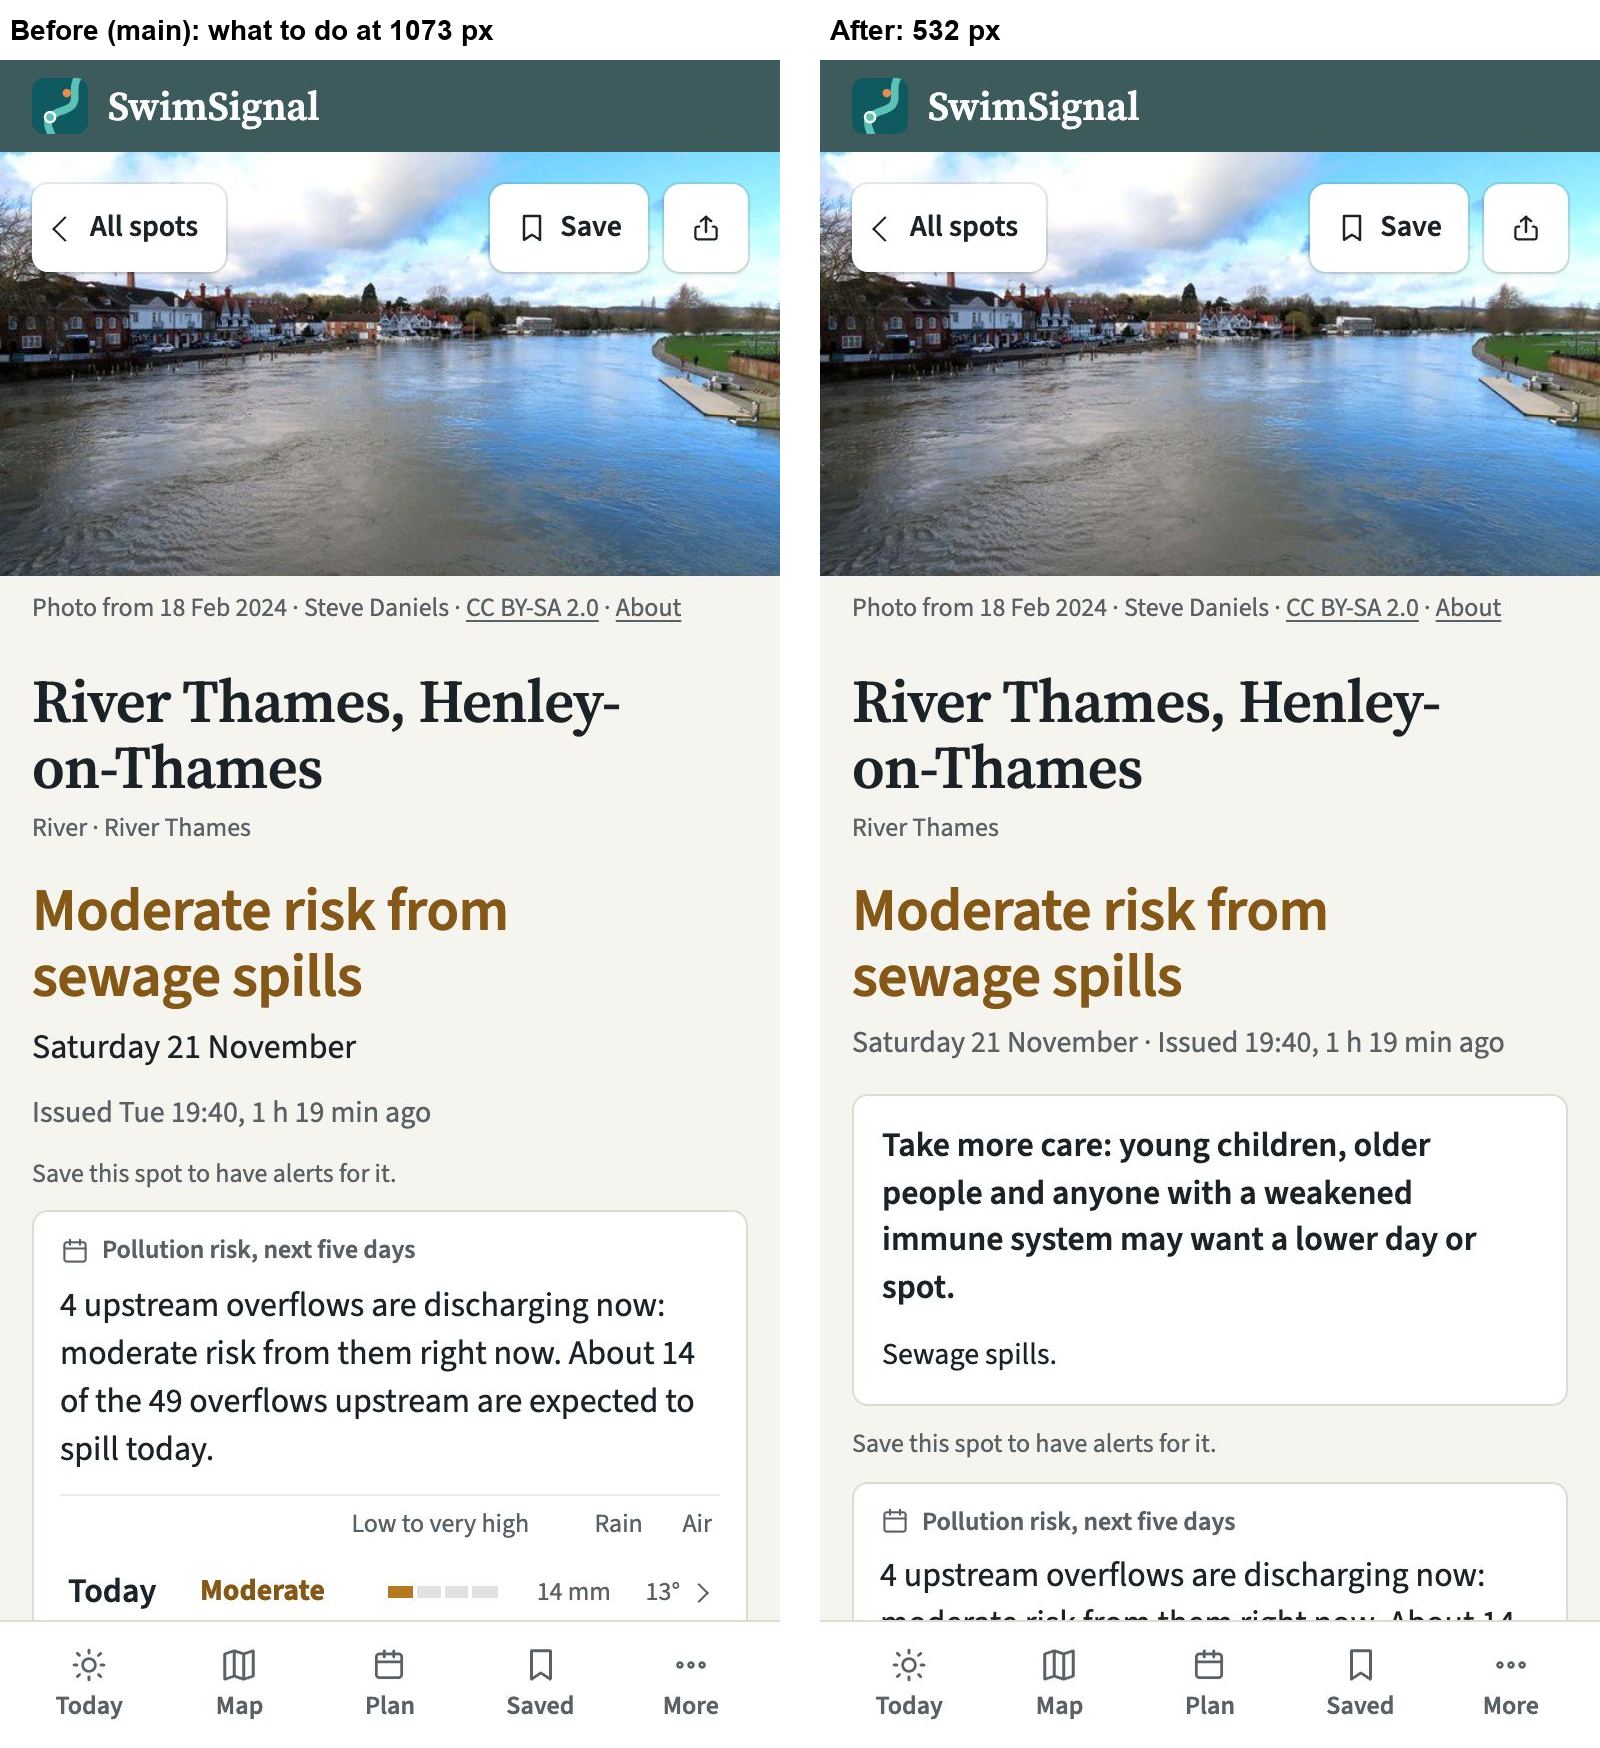 Before (main): what to do at 1073 px
SwimSignal
All spots
Save
Photo from 18 Feb 2024 · Steve Daniels · CC BY-SA 2.0 · About
River Thames, Henley-
on-Thames
River · River Thames
Moderate risk from
sewage spills
Saturday 21 November
Issued Tue 19:40, 1 h 19 min ago
Save this spot to have alerts for it.
Pollution risk, next five days
4 upstream overflows are discharging now:
moderate risk from them right now. About 14
of the 49 overflows upstream are expected to
spill today.
Low to very high Rain Air
Today Moderate 14 mm 13°
Today Map Plan Saved More
After: 532 px
SwimSignal
All spots
Save
Photo from 18 Feb 2024 · Steve Daniels · CC BY-SA 2.0 · About
River Thames, Henley-
on-Thames
River Thames
Moderate risk from
sewage spills
Saturday 21 November · Issued 19:40, 1 h 19 min ago
Take more care: young children, older
people and anyone with a weakened
immune system may want a lower day or
spot.
Sewage spills.
Save this spot to have alerts for it.
Pollution risk, next five days
4 upstream overflows are discharging now:
moderate risk from them right now. About 14
Today Map Plan Saved More